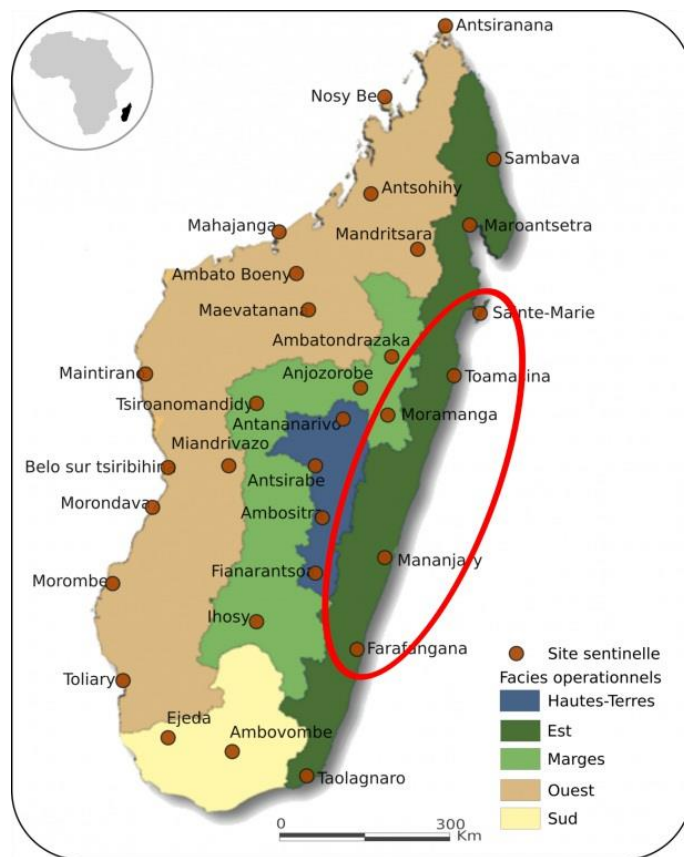 Antsiranana
Nosy Be
Sambava
Antsohihy
Maroantsetra
Mahajanga
Mandritsara
Ambato Boeny
Maevatanana
Sainte-Marie
Ambatondrazaka
Maintirano
Anjozorobe
Toamasina
Tsiroanomandidy
Moramanga
Antananarivo
Miandrivazo
Belo sur tsiribihina
Antsirabe
Morondava
Ambositra
Mananjary
Fianarantsoa
Morombe
Ihosy
Farafangana
Site sentinelle
Facies operationnels
Toliary
Hautes-Terres
Ejeda
Est
Ambovombe
Marges
Taolagnaro
Ouest
Sud
0 300
Km